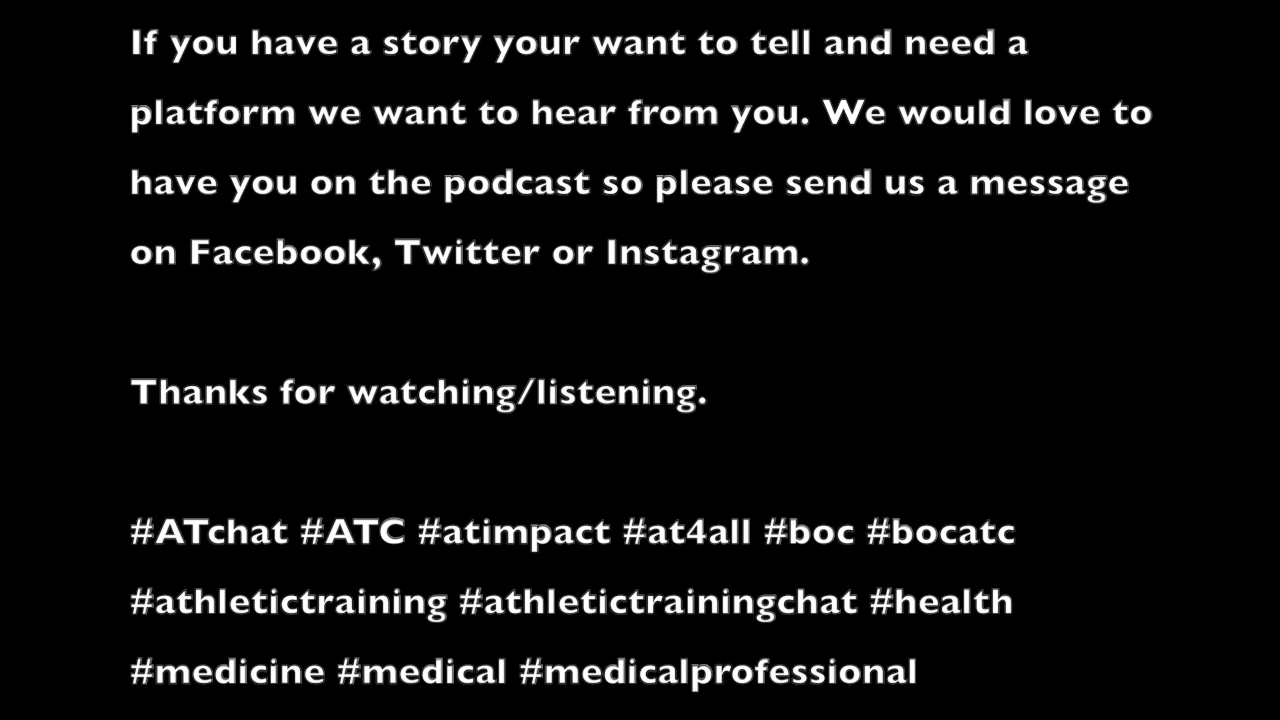 If you have a story your want to tell and need a
platform we want to hear from you. We would love to
have you on the podcast so please send us a message
on Facebook, Twitter or Instagram.
Thanks for watching/listening.
#ATchat #ATC #atimpact #at4all #boc #bocatc
#athletictraining #athletictrainingchat #health
#medicine #medical #medicalprofessional